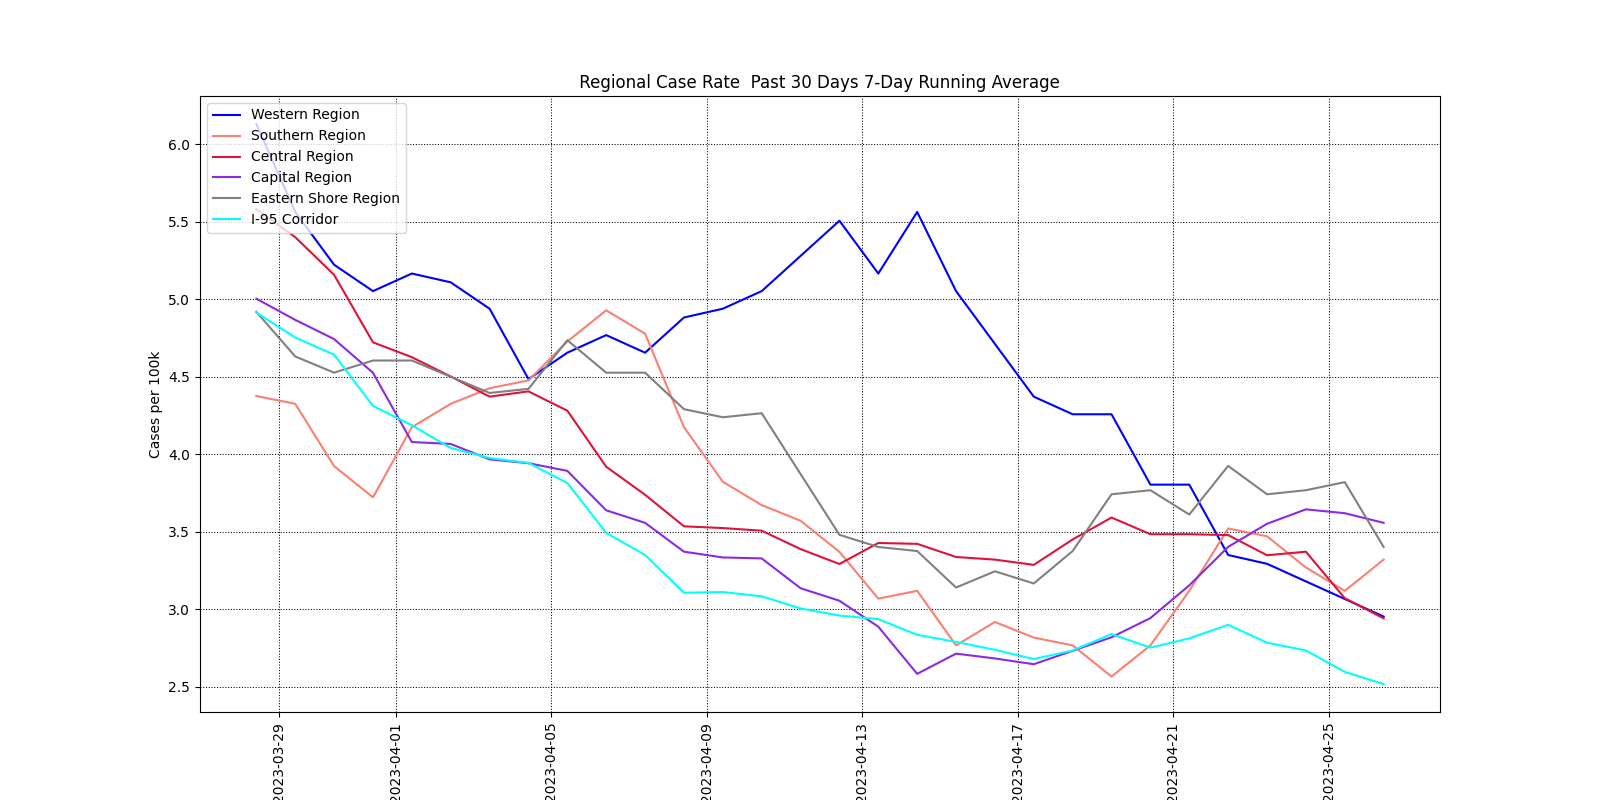 Regional Case Rate  Past 30 Days 7-Day Running Average
Western Region
Southern Region
Central Region
Capital Region
Eastern Shore Region
I-95 Corridor
Cases per 100k
6.0
5.5
5.0
4.5
4.0
3.5
3.0
2.5
2023-03-29
2023-04-01
2023-04-05
2023-04-09
2023-04-13
2023-04-17
2023-04-21
2023-04-25